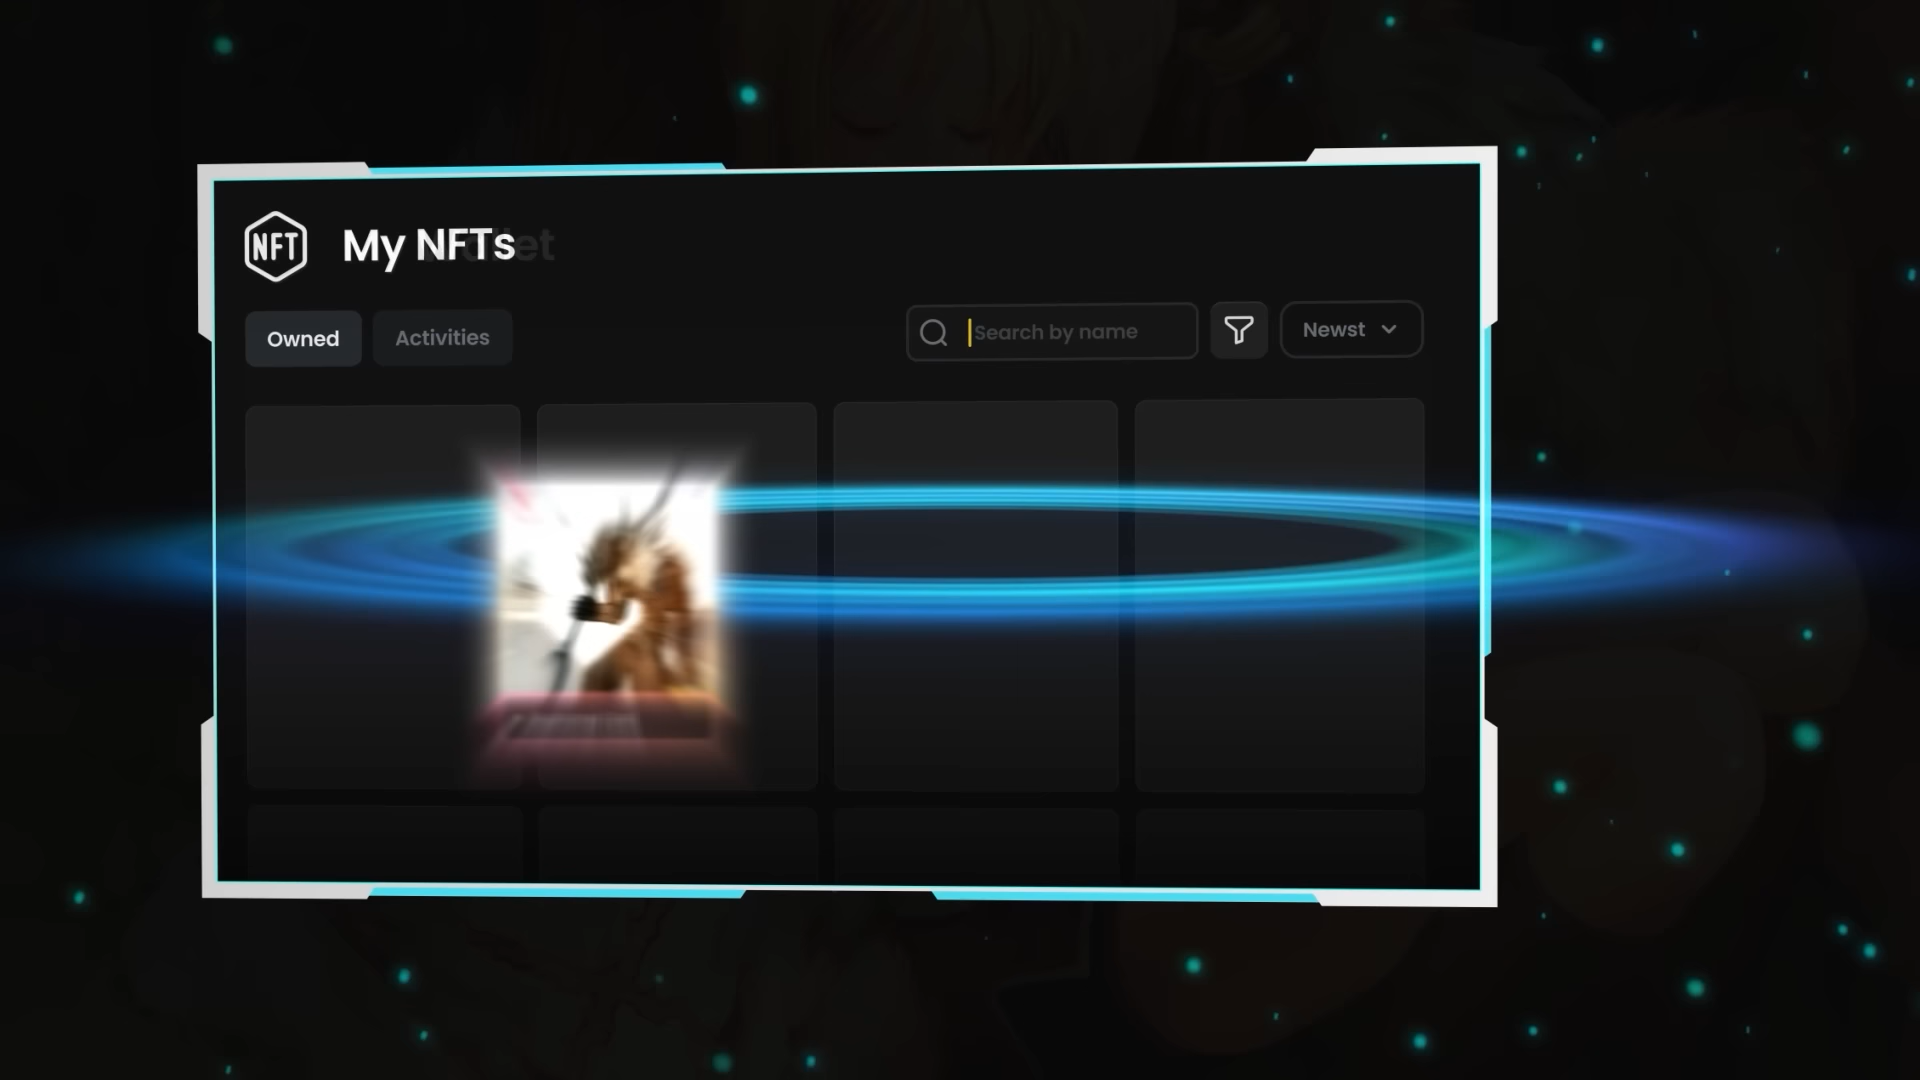 NFT
My NFTs
Owned
Activities
Search by name
Newst